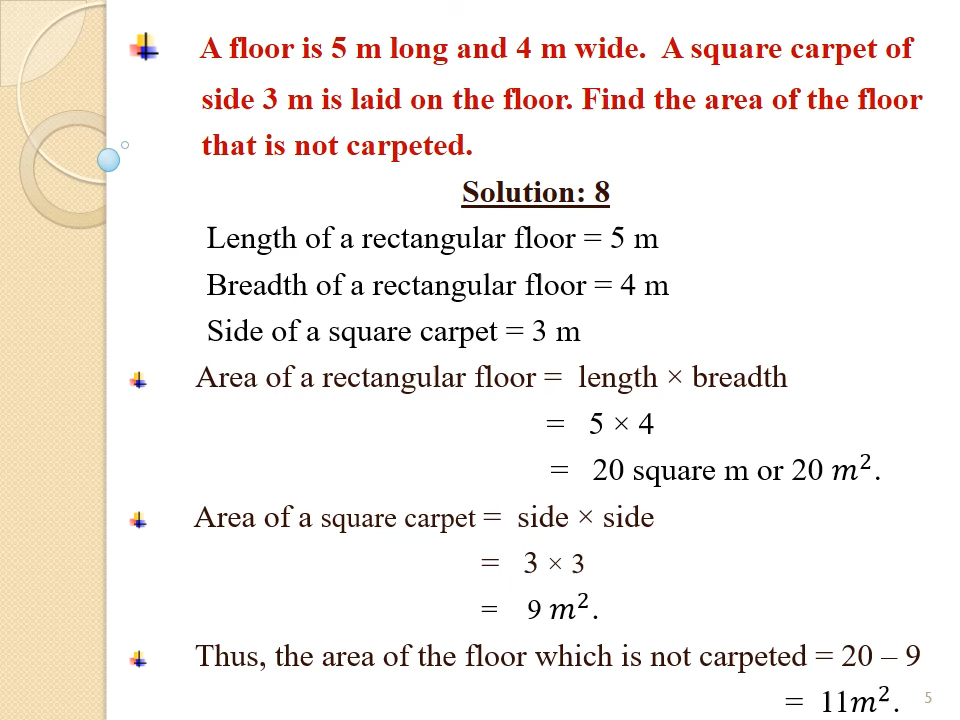 A floor is 5 m long and 4 m wide.  A square carpet of
side 3 m is laid on the floor. Find the area of the floor
that is not carpeted.
Solution: 8
Length of a rectangular floor = 5 m
Breadth of a rectangular floor = 4 m
Side of a square carpet = 3 m
Area of a rectangular floor =  length × breadth
=   5 × 4
=   20 square m or 20 m².
Area of a square carpet =  side × side
=   3 × 3
=    9 m².
Thus, the area of the floor which is not carpeted = 20 – 9
=  11m².
5